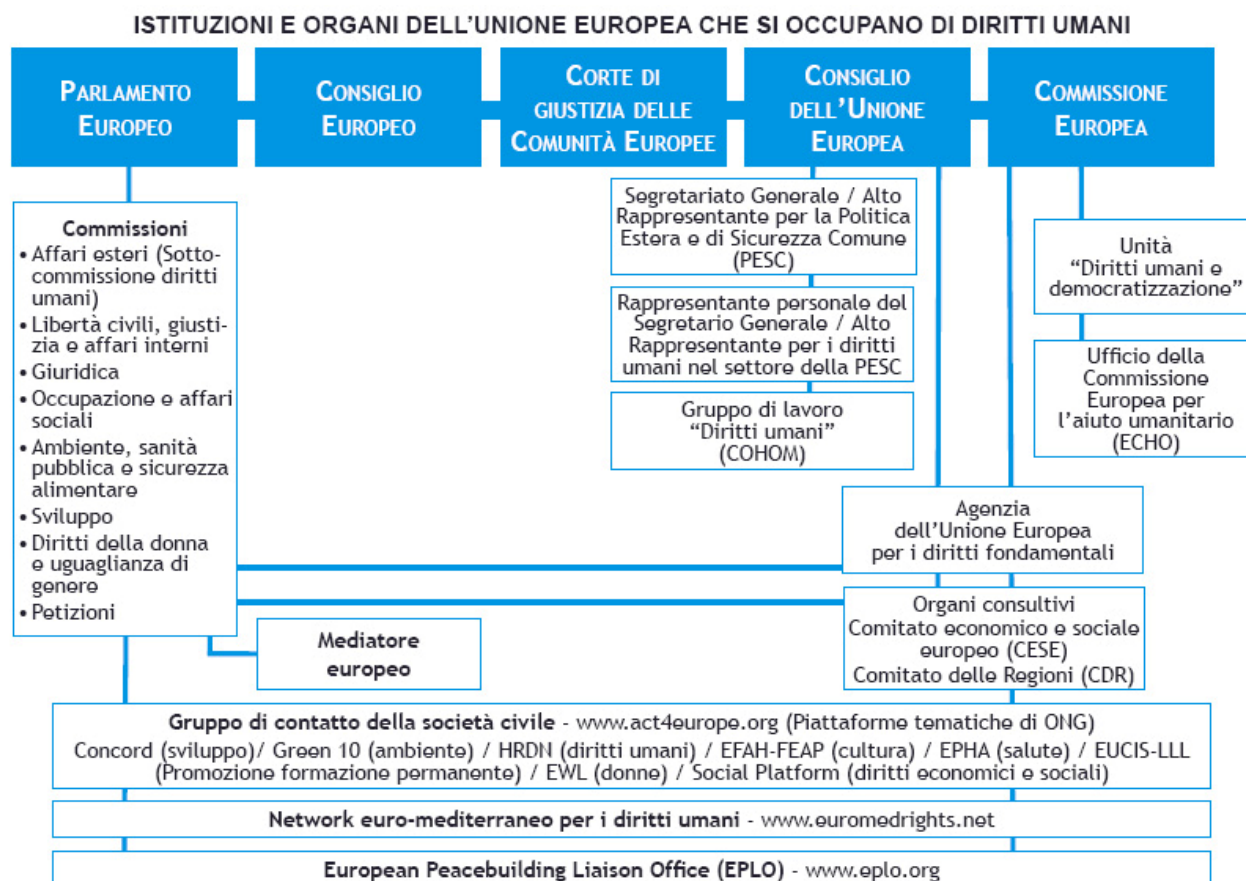 ISTITUZIONI E ORGANI DELL'UNIONE EUROPEA CHE SI OCCUPANO DI DIRITTI UMANI
PARLAMENTO
EUROPEO
CONSIGLIO
EUROPEO
CORTE DI
GIUSTIZIA DELLE
COMUNITÀ EUROPEE
CONSIGLIO
DELL'UNIONE
EUROPEA
COMMISSIONE
EUROPEA
Commissioni
• Affari esteri (Sotto-
commissione diritti
umani)
• Libertà civili, giusti-
zia e affari interni
• Giuridica
• Occupazione e affari
sociali
• Ambiente, sanità
pubblica e sicurezza
alimentare
• Sviluppo
• Diritti della donna
e uguaglianza di
genere
• Petizioni
Segretariato Generale / Alto
Rappresentante per la Politica
Estera e di Sicurezza Comune
(PESC)
Rappresentante personale del
Segretario Generale / Alto
Rappresentante per i diritti
umani nel settore della PESC
Gruppo di lavoro
"Diritti umani"
(COHOM)
Unità
"Diritti umani e
democratizzazione"
Ufficio della
Commissione
Europea per
l'aiuto umanitario
(ECHO)
Agenzia
dell'Unione Europea
per i diritti fondamentali
Organi consultivi
Comitato economico e sociale
europeo (CESE)
Comitato delle Regioni (CDR)
Mediatore
europeo
Gruppo di contatto della società civile - www.act4europe.org (Piattaforme tematiche di ONG)
Concord (sviluppo)/ Green 10 (ambiente) / HRDN (diritti umani) / EFAH-FEAP (cultura) / EPHA (salute) / EUCIS-LLL
(Promozione formazione permanente) / EWL (donne) / Social Platform (diritti economici e sociali)
Network euro-mediterraneo per i diritti umani - www.euromedrights.net
European Peacebuilding Liaison Office (EPLO) - www.eplo.org